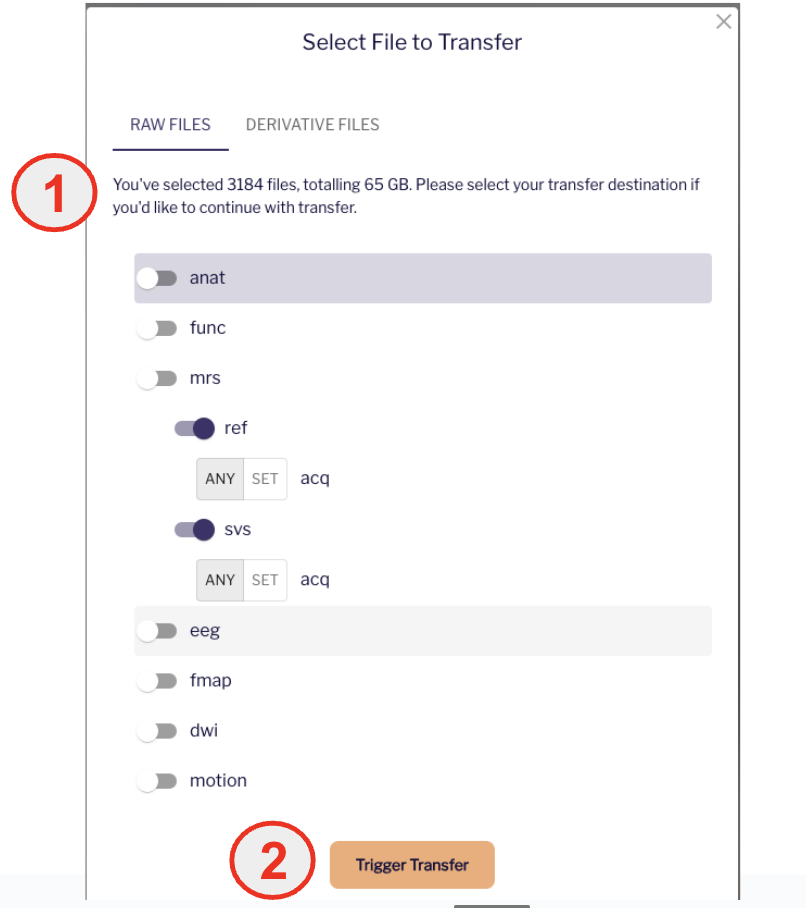 Select File to Transfer
RAW FILES DERIVATIVE FILES
1
You've selected 3184 files, totalling 65 GB. Please select your transfer destination if
you'd like to continue with transfer.
anat
func
mrs
ref
ANY SET acq
svs
ANY SET acq
eeg
fmap
dwi
motion
2 Trigger Transfer